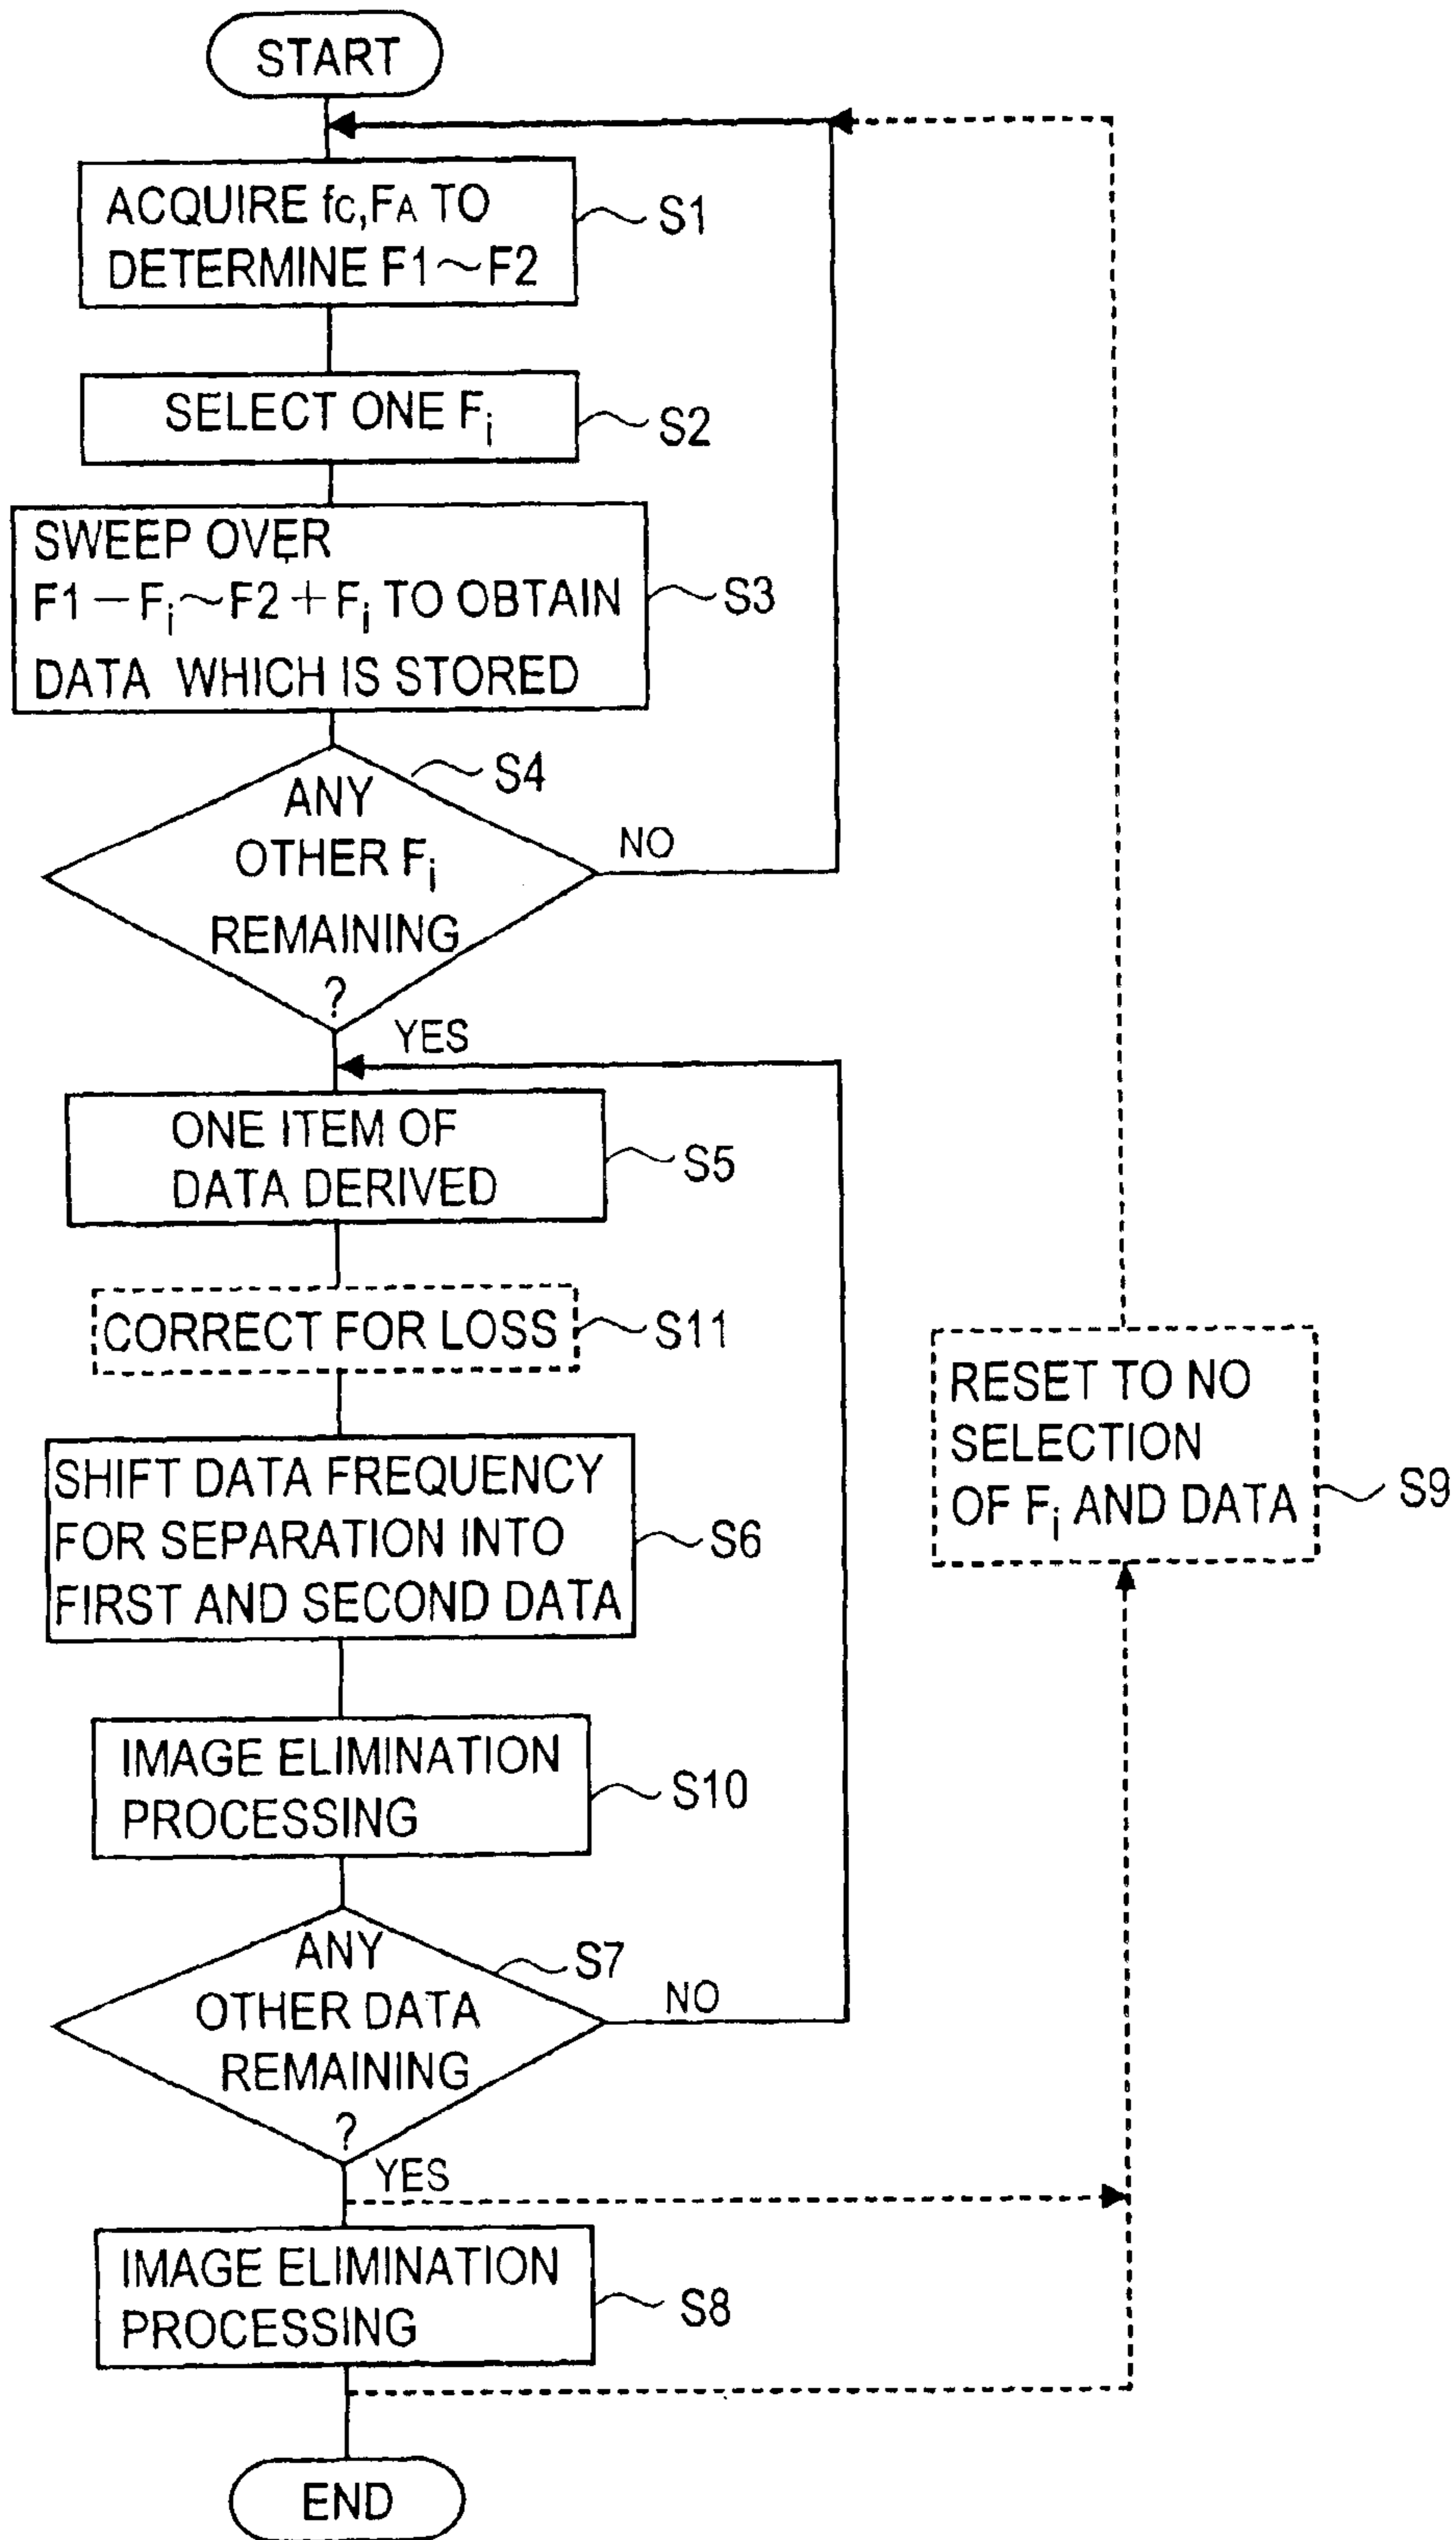 START
ACQUIRE fC,FA TO
DETERMINE F1～F2
S1
SELECT ONE Fi
S2
SWEEP OVER
F1－Fi～F2＋Fi TO OBTAIN
DATA WHICH IS STORED
S3
S4
ANY
OTHER Fi
REMAINING
?
NO
YES
ONE ITEM OF
DATA DERIVED
S5
CORRECT FOR LOSS
S11
RESET TO NO
SELECTION
OF Fi AND DATA
S9
SHIFT DATA FREQUENCY
FOR SEPARATION INTO
FIRST AND SECOND DATA
S6
IMAGE ELIMINATION
PROCESSING
S10
ANY
OTHER DATA
REMAINING
?
S7
NO
YES
IMAGE ELIMINATION
PROCESSING
S8
END